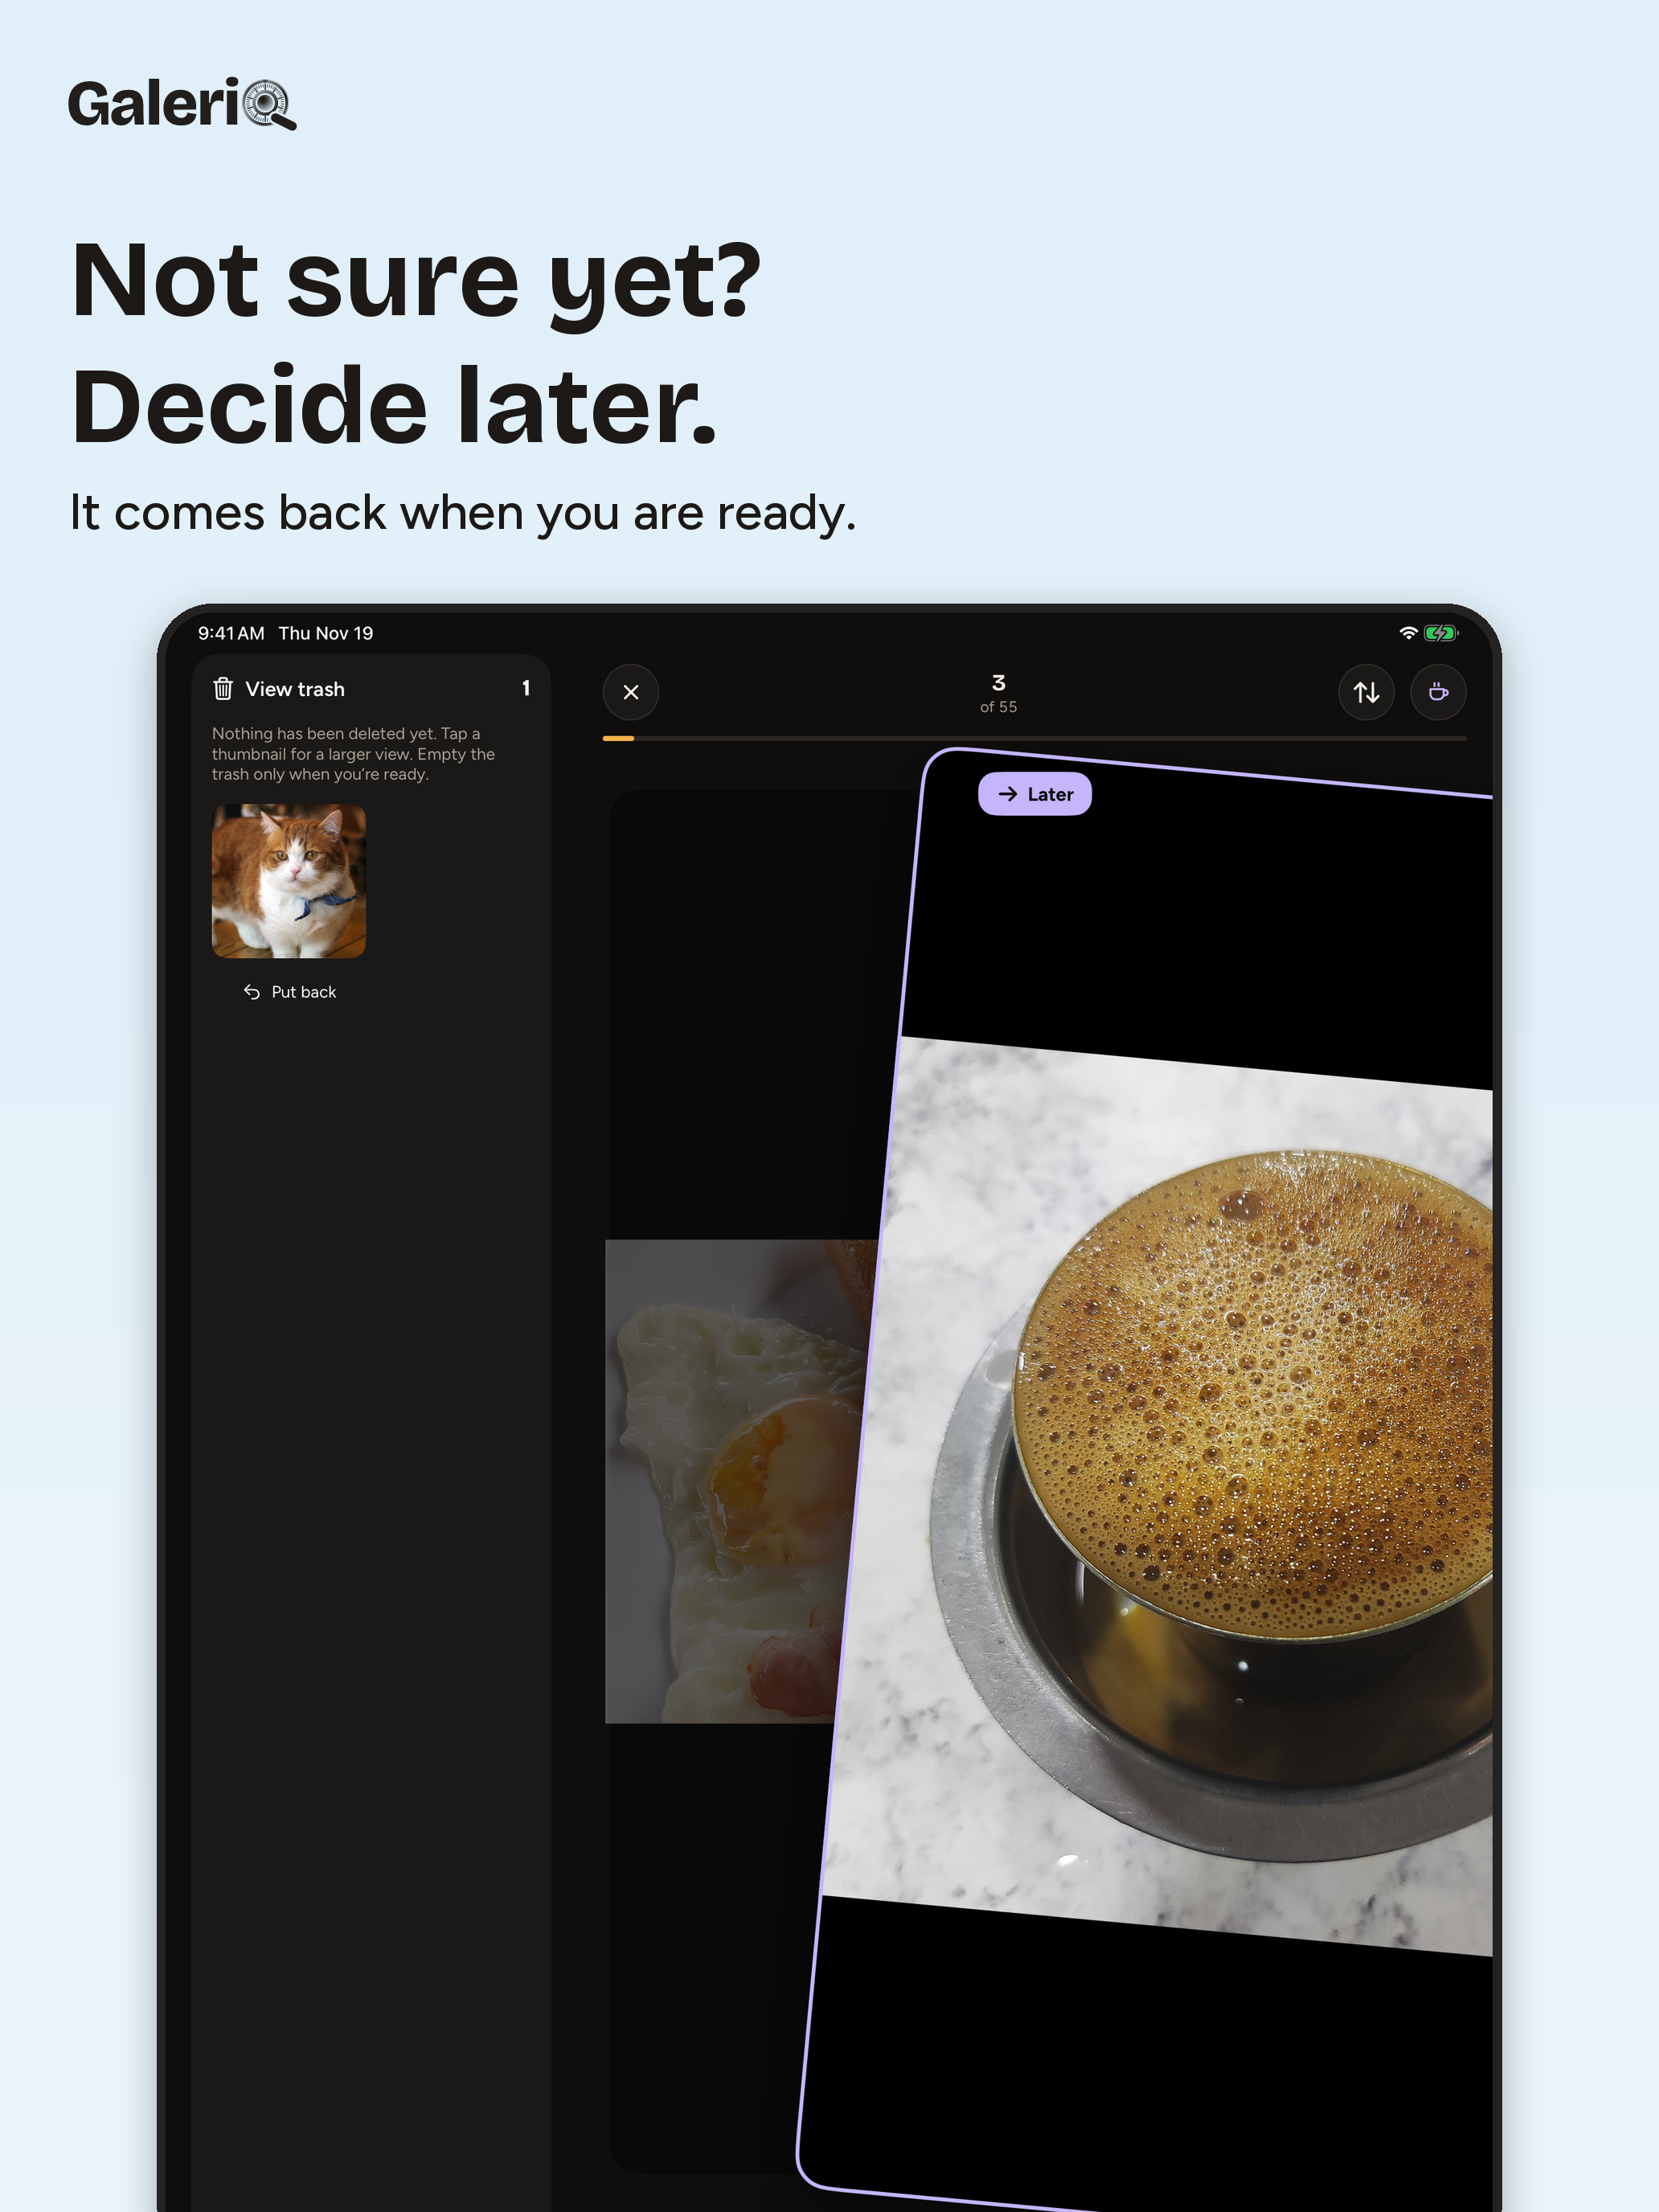 GaleriQ
Not sure yet?
Decide later.
It comes back when you are ready.
9:41 AM Thu Nov 19
View trash 1
Nothing has been deleted yet. Tap a
thumbnail for a larger view. Empty the
trash only when you’re ready.
Put back
3
of 55
Later